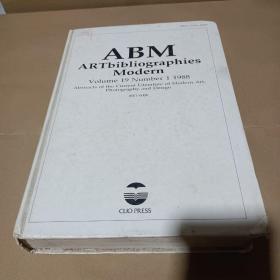 ABM
ARTbibliographies
Modern
Volume 19 Number 1 1988
Abstracts of the Current Literature of Modern Art,
Photography and Design
CLIO PRESS